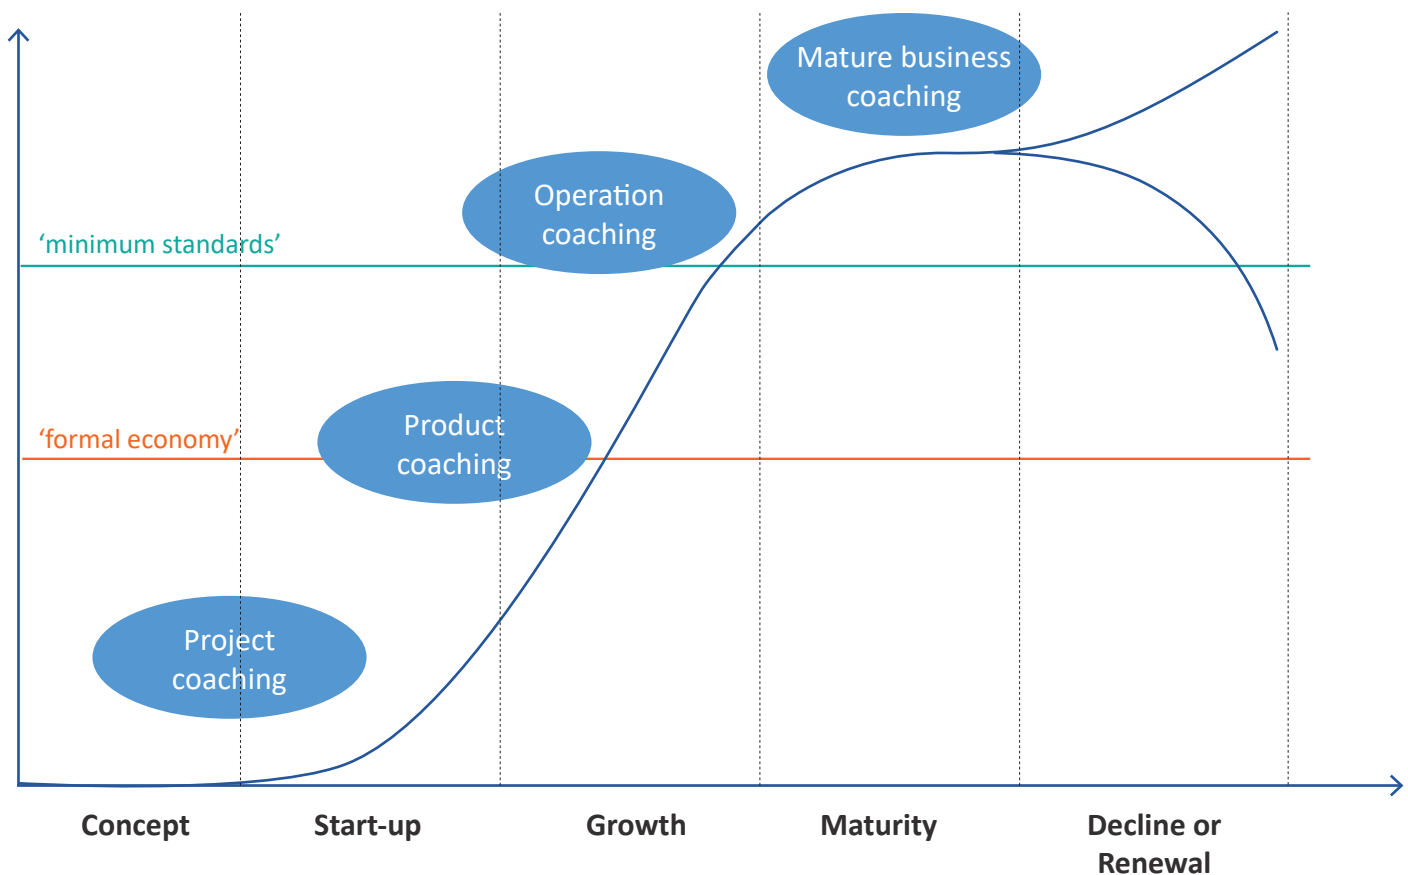 Mature business
coaching
Operation
coaching
‘minimum standards’
Product
coaching
‘formal economy’
Project
coaching
Concept
Start-up
Growth
Maturity
Decline or
Renewal